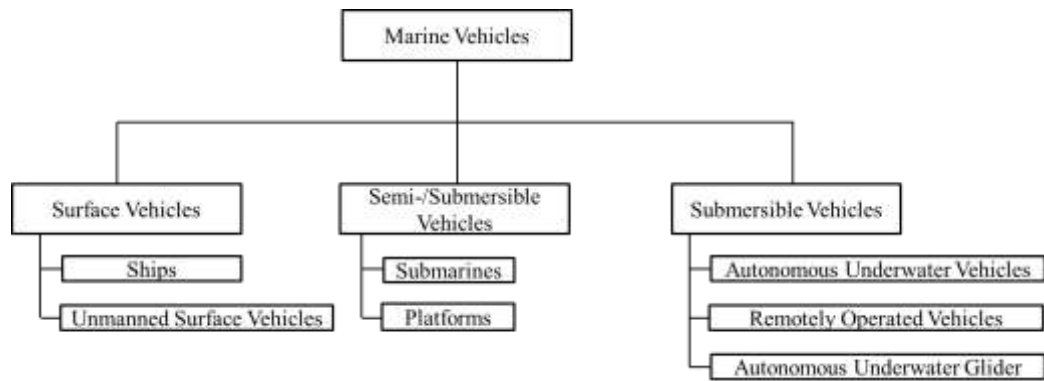 Marine Vehicles
Surface Vehicles
Ships
Unmanned Surface Vehicles
Semi-/Submersible
Vehicles
Submarines
Platforms
Submersible Vehicles
Autonomous Underwater Vehicles
Remotely Operated Vehicles
Autonomous Underwater Glider